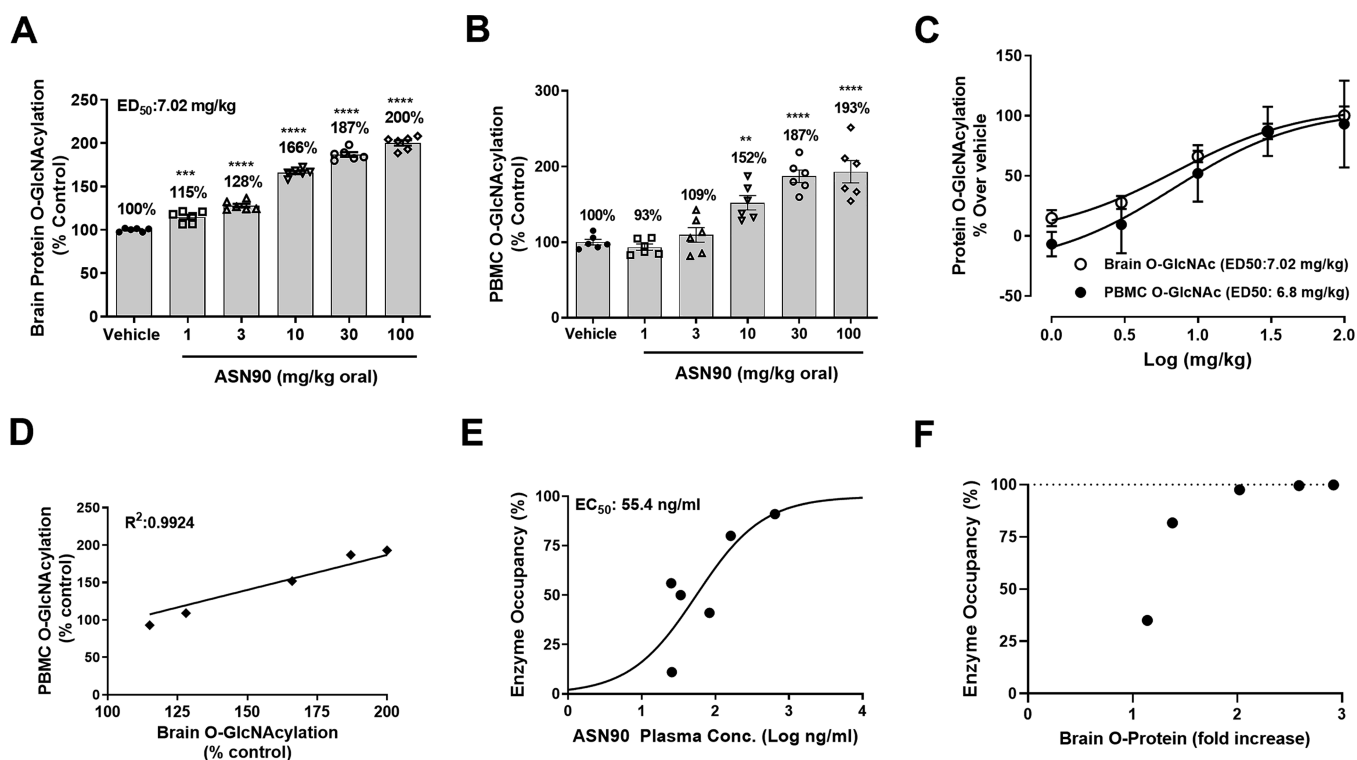 A
Brain Protein O-GlcNAcylation
(% Control)
250
200
150
100
50
0
ED50:7.02 mg/kg
100%
***
115%
****
128%
****
166%
****
187%
****
200%
Vehicle 1 3 10 30 100
ASN90 (mg/kg oral)
B
PBMC O-GlcNAcylation
(% Control)
300
200
100
0
100%
93%
109%
**
152%
****
187%
****
193%
Vehicle 1 3 10 30 100
ASN90 (mg/kg oral)
C
Protein O-GlcNAcylation
% Over vehicle
150
100
50
0
-50
Brain O-GlcNAc (ED50:7.02 mg/kg)
PBMC O-GlcNAc (ED50: 6.8 mg/kg)
0.0 0.5 1.0 1.5 2.0
Log (mg/kg)
D
PBMC O-GlcNAcylation
(% control)
250
200
150
100
50
0
R2:0.9924
100 125 150 175 200
Brain O-GlcNAcylation
(% control)
E
Enzyme Occupancy (%)
100
75
50
25
0
EC50: 55.4 ng/ml
0 1 2 3 4
ASN90 Plasma Conc. (Log ng/ml)
F
Enzyme Occupancy (%)
100
75
50
25
0
0 1 2 3
Brain O-Protein (fold increase)